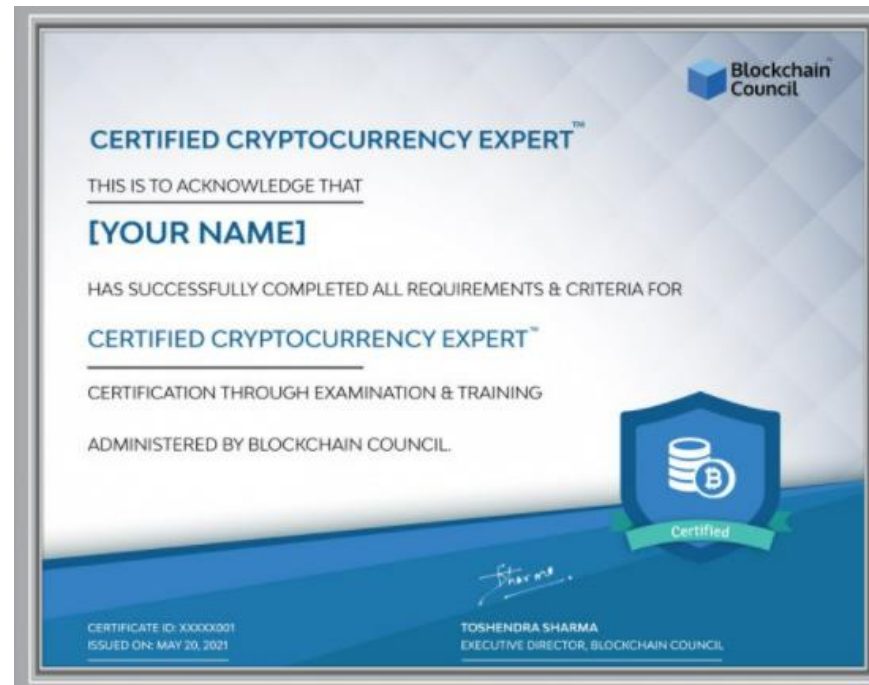 Blockchain™
Council
CERTIFIED CRYPTOCURRENCY EXPERT™
THIS IS TO ACKNOWLEDGE THAT
[YOUR NAME]
HAS SUCCESSFULLY COMPLETED ALL REQUIREMENTS & CRITERIA FOR
CERTIFIED CRYPTOCURRENCY EXPERT™
CERTIFICATION THROUGH EXAMINATION & TRAINING
ADMINISTERED BY BLOCKCHAIN COUNCIL.
Certified
Sharma
CERTIFICATE ID: XXXXX001
ISSUED ON: MAY 20, 2021
TOSHENDRA SHARMA
EXECUTIVE DIRECTOR, BLOCKCHAIN COUNCIL